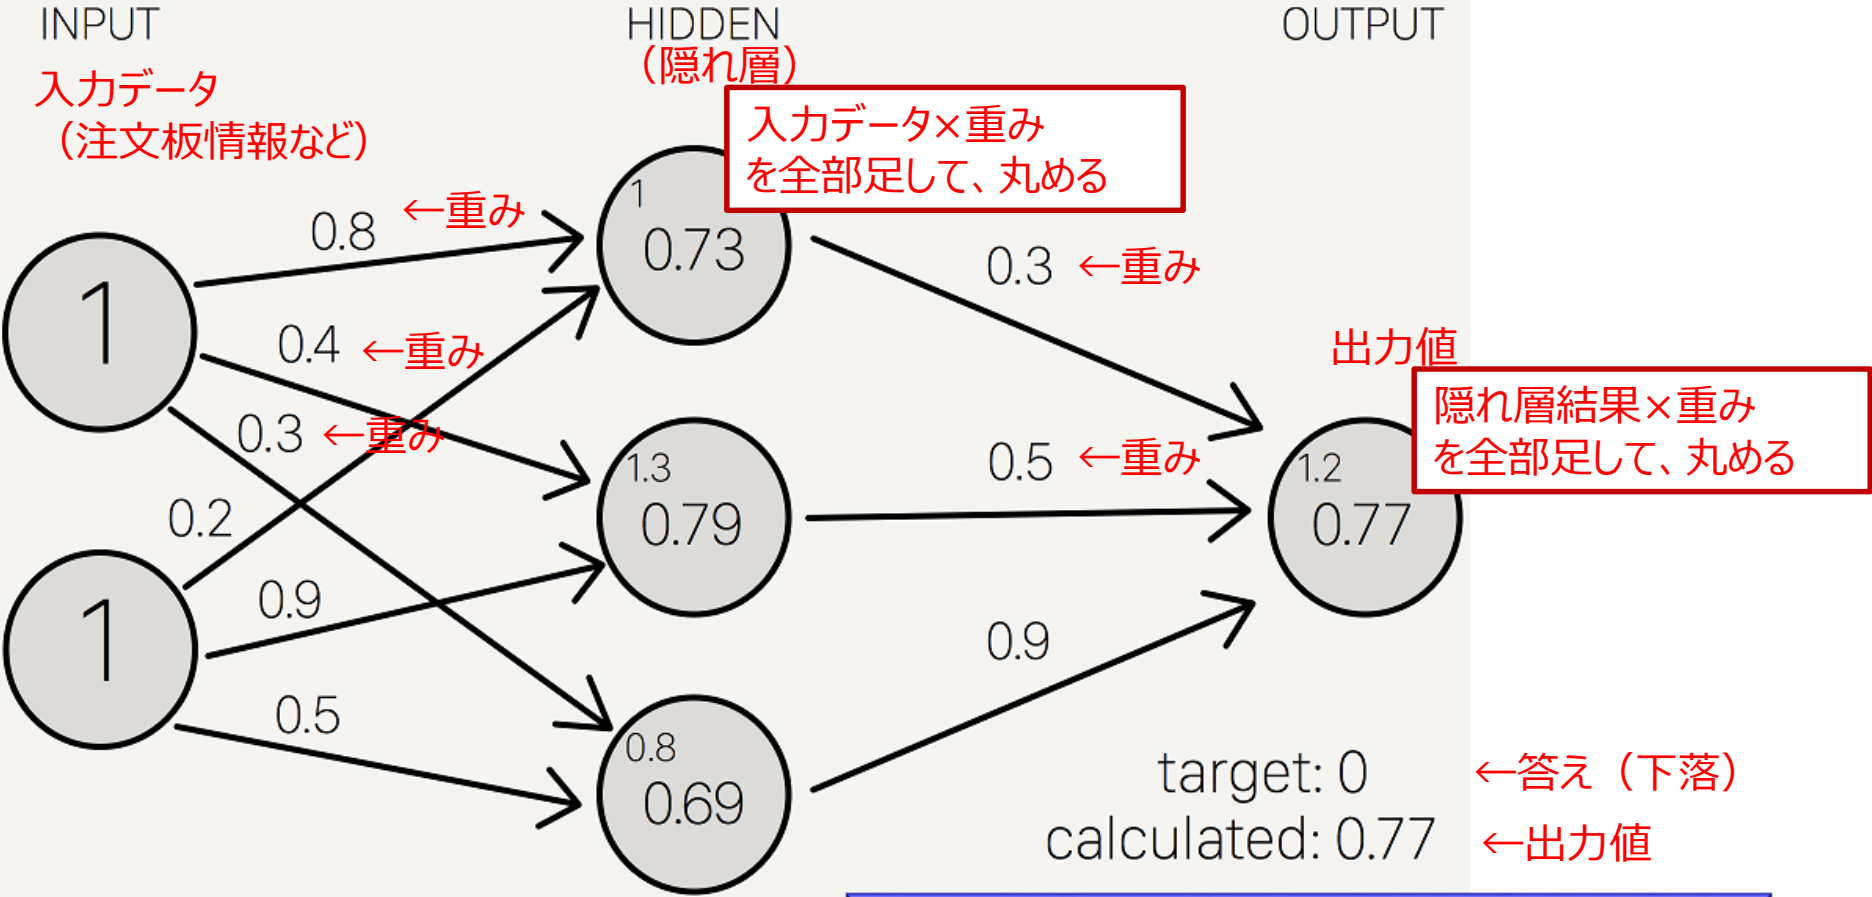 INPUT
HIDDEN
OUTPUT
(隠れ層)
入力データ
(注文板情報など)
入力データ×重み
を全部足して、丸める
0.8 ←重み
1
0.73
0.3 ←重み
1
0.4 ←重み
出力値
隠れ層結果×重み
を全部足して、丸める
0.3 ←重み
0.5 ←重み
1.3
0.79
1.2
0.77
0.2
0.9
1
0.9
0.5
0.8
0.69
target: 0 ←答え(下落)
calculated: 0.77 ←出力値